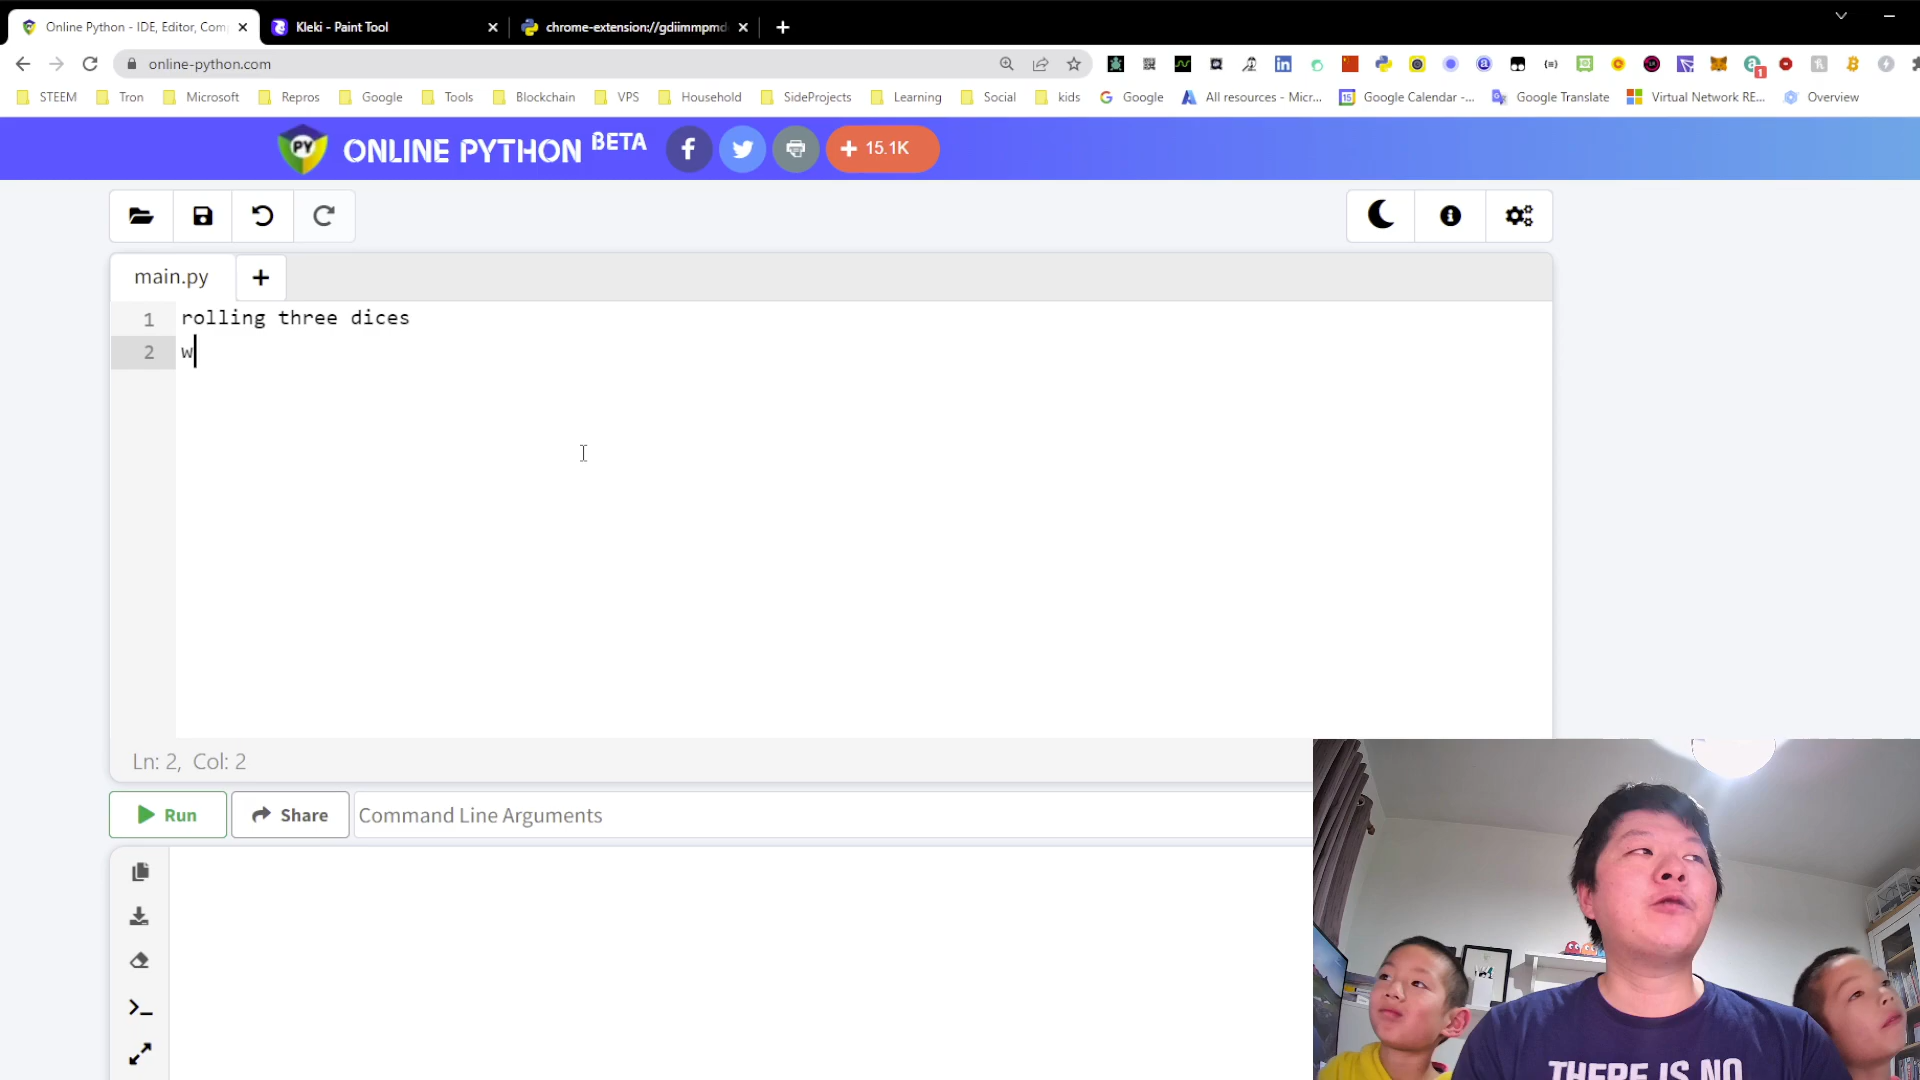 Online Python - IDE, Editor, Com
Kleki - Paint Tool
chrome-extension://gdiimmpmd
online-python.com
STEEM
Tron
Microsoft
Repros
Google
Tools
Blockchain
VPS
Household
SideProjects
Learning
Social
kids
Google
All resources - Micr...
Google Calendar -...
Google Translate
Virtual Network RE...
Overview
PY
ONLINE PYTHON BETA
15.1K
main.py
1 rolling three dices
2 w
Ln: 2, Col: 2
Run
Share
Command Line Arguments
THERE IS NO